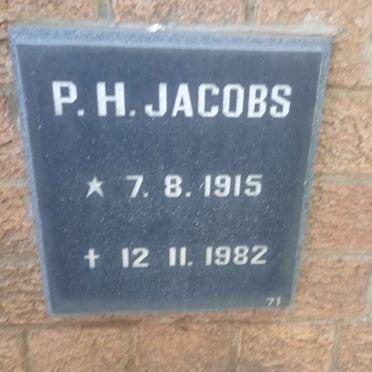 P. H. JACOBS
★ 7. 8. 1915
✝ 12 11. 1982
71